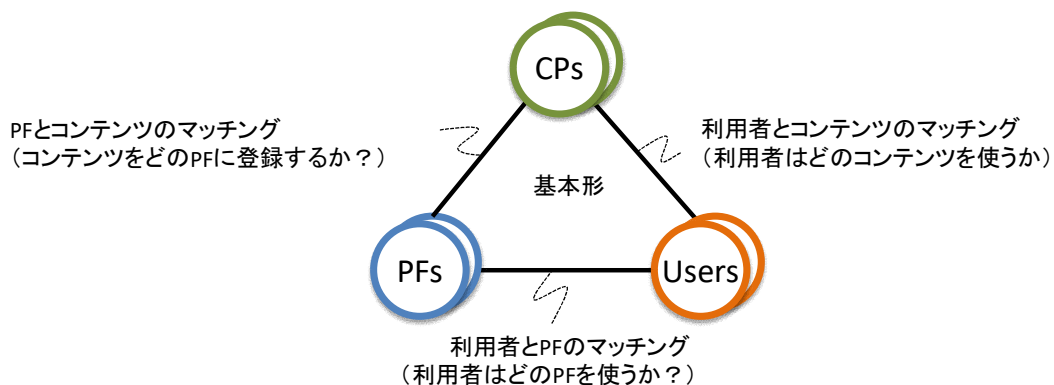 CPs
PFとコンテンツのマッチング
（コンテンツをどのPFに登録するか？）
利用者とコンテンツのマッチング
（利用者はどのコンテンツを使うか）
基本形
PFs
Users
利用者とPFのマッチング
（利用者はどのPFを使うか？）